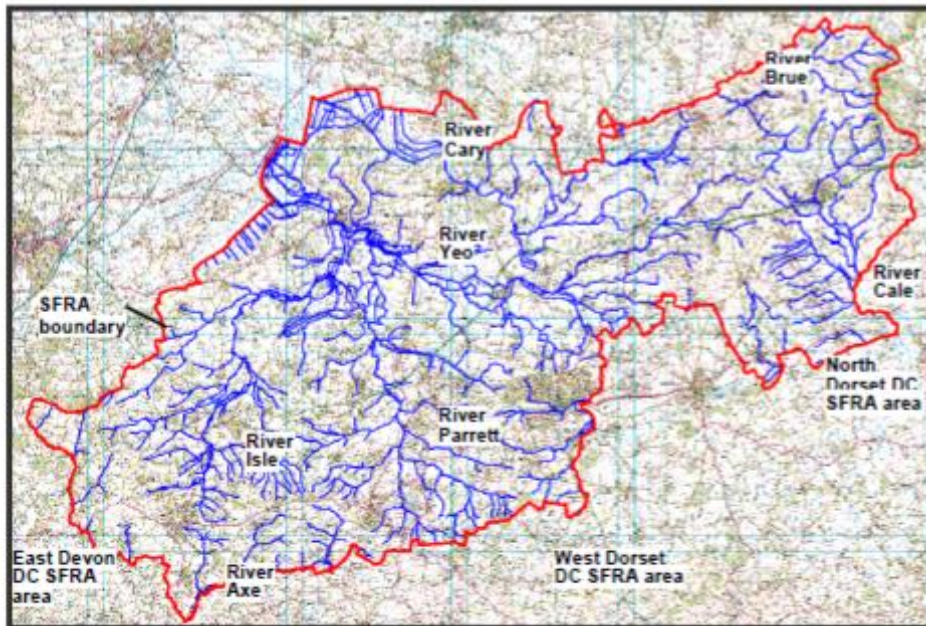 River
Brue
River
Cary
River
Yeo
SFRA
boundary
River
Cale
North
Dorset DC
SFRA area
River
Parrett
River
Isle
East Devon
DC SFRA
area
River
Axe
West Dorset
DC SFRA area